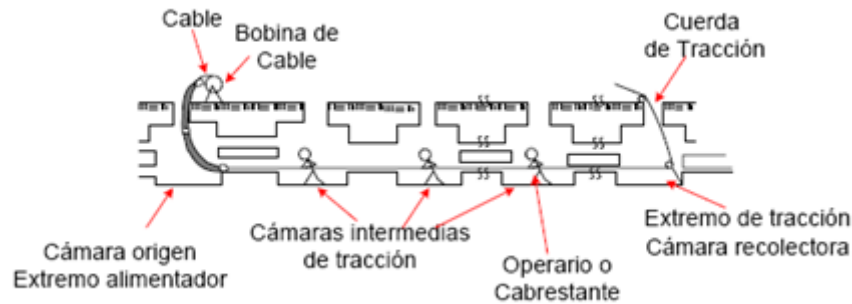 Cable
Bobina de
Cable
Cuerda
de Tracción
Cámara origen
Extremo alimentador
Cámaras intermedias
de tracción
Operario o
Cabrestante
Extremo de tracción
Cámara recolectora